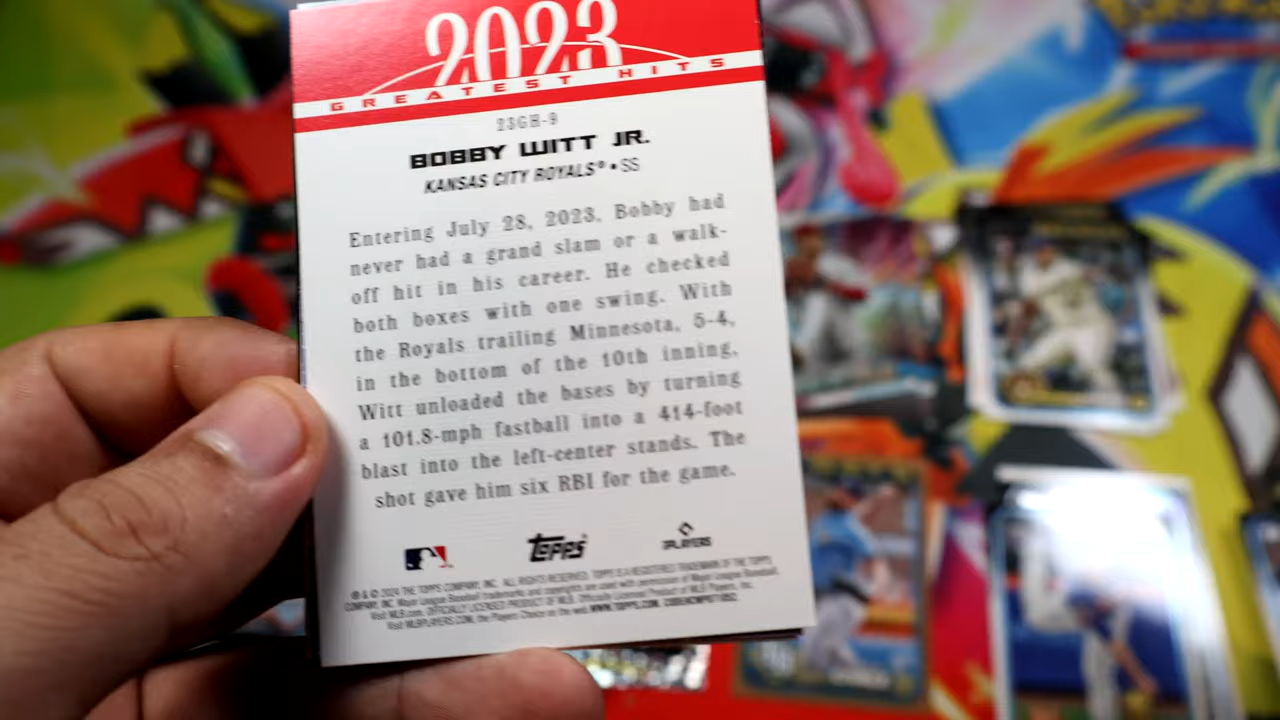 2023
GREATEST HITS
23GH-9
BOBBY WITT JR.
KANSAS CITY ROYALS® • SS
Entering July 28, 2023, Bobby had
never had a grand slam or a walk-
off hit in his career. He checked
both boxes with one swing. With
the Royals trailing Minnesota, 5-4,
in the bottom of the 10th inning,
Witt unloaded the bases by turning
a 101.8-mph fastball into a 414-foot
blast into the left-center stands. The
shot gave him six RBI for the game.
Topps
PLAYERS
® & © 2024 THE TOPPS COMPANY, INC. ALL RIGHTS RESERVED. TOPPS IS A REGISTERED TRADEMARK OF THE TOPPS
COMPANY, INC. Major League Baseball trademarks and copyrights are used with permission of Major League Baseball.
Visit MLB.com. OFFICIALLY LICENSED PRODUCT OF MLB Players, Inc.
Visit MLBPLAYERS.COM, the Players Choice on the web WWW.TOPPS.COM.